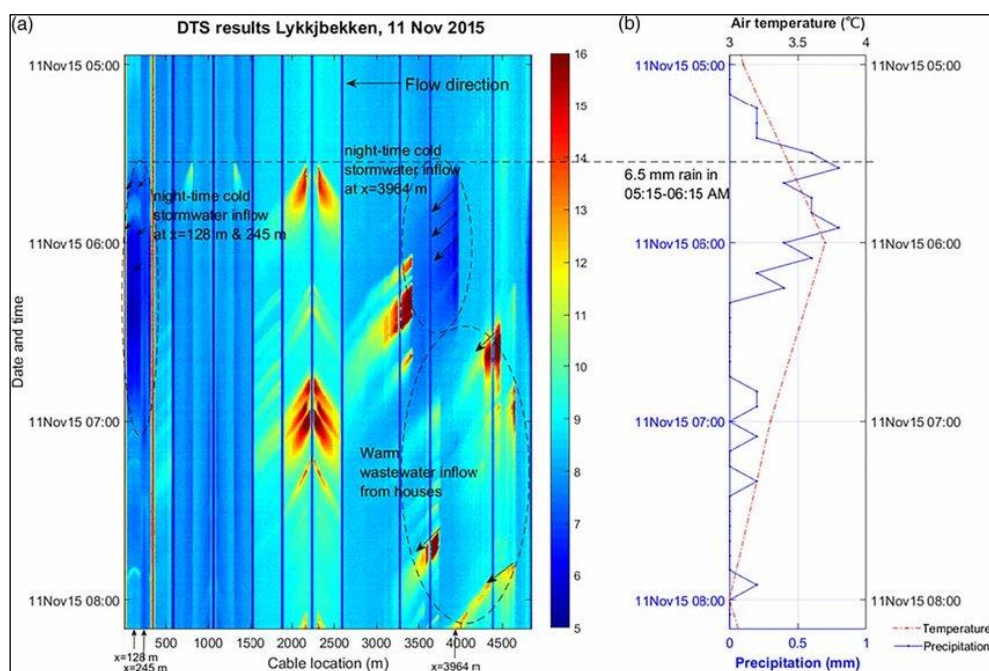 (a)
DTS results Lykkjbekken, 11 Nov 2015
11Nov15 05:00
11Nov15 06:00
11Nov15 07:00
11Nov15 08:00
Date and time
Flow direction
night-time cold
stormwater inflow
at x=3964 m
night-time cold
stormwater inflow
at x=128 m & 245 m
Warm
wastewater inflow
from houses
500 1000 1500 2000 2500 3000 3500 4000 4500
Cable location (m)
x=128 m
x=245 m
x=3964 m
16
15
14
13
12
11
10
9
8
7
6
5
(b)
Air temperature (℃)
3 3.5 4
11Nov15 05:00
11Nov15 06:00
11Nov15 07:00
11Nov15 08:00
6.5 mm rain in
05:15-06:15 AM
11Nov15 05:00
11Nov15 06:00
11Nov15 07:00
11Nov15 08:00
0 0.5 1
Precipitation (mm)
Temperature
Precipitation